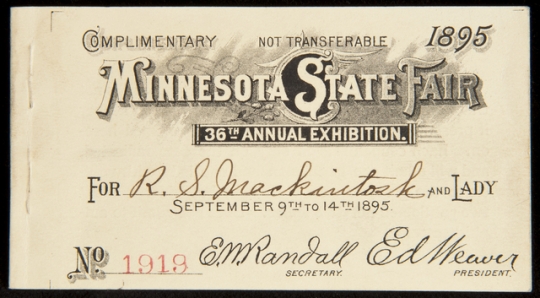 COMPLIMENTARY NOT TRANSFERABLE 1895
MINNESOTA STATE FAIR
36TH ANNUAL EXHIBITION.
FOR R. S. Mackintosh AND LADY
SEPTEMBER 9TH TO 14TH 1895.
No 1919 E.W. Randall Ed Weaver
SECRETARY. PRESIDENT.